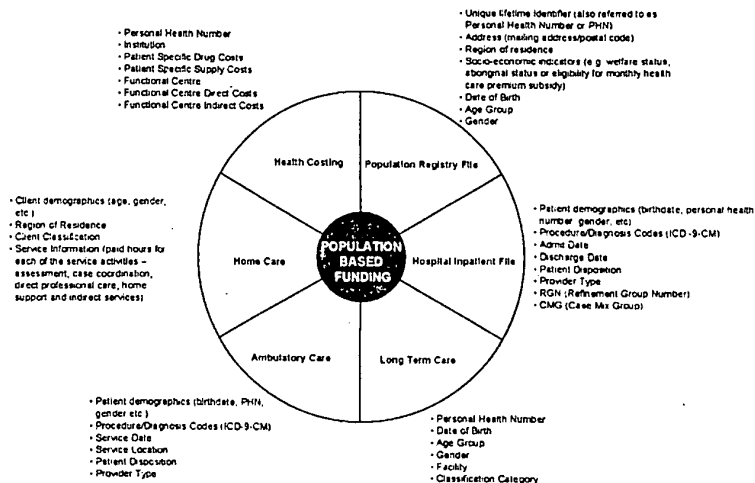 • Personal Health Number
• Institution
• Patient Specific Drug Costs
• Patient Specific Supply Costs
• Functional Centre
• Functional Centre Direct Costs
• Functional Centre Indirect Costs
• Unique lifetime Identifier (also referred to as
Personal Health Number or PHN)
• Address (mailing address/postal code)
• Region of residence
• Socio-economic indicators (e.g. welfare status,
aboriginal status or eligibility for monthly health
care premium subsidy)
• Date of Birth
• Age Group
• Gender
Health Costing
Population Registry File
• Client demographics (age, gender,
etc.)
• Region of Residence
• Client Classification
• Service Information (paid hours for
each of the service activities –
assessment, case coordination,
direct professional care, home
support and indirect services)
Home Care
POPULATION
BASED
FUNDING
Hospital Inpatient File
• Patient demographics (birthdate, personal health
number, gender, etc)
• Procedure/Diagnosis Codes (ICD-9-CM)
• Admit Date
• Discharge Date
• Patient Disposition
• Provider Type
• RGN (Refinement Group Number)
• CMG (Case Mix Group)
Ambulatory Care
Long Term Care
• Patient demographics (birthdate, PHN,
gender etc.)
• Procedure/Diagnosis Codes (ICD-9-CM)
• Service Date
• Service Location
• Patient Disposition
• Provider Type
• Personal Health Number
• Date of Birth
• Age Group
• Gender
• Facility
• Classification Category